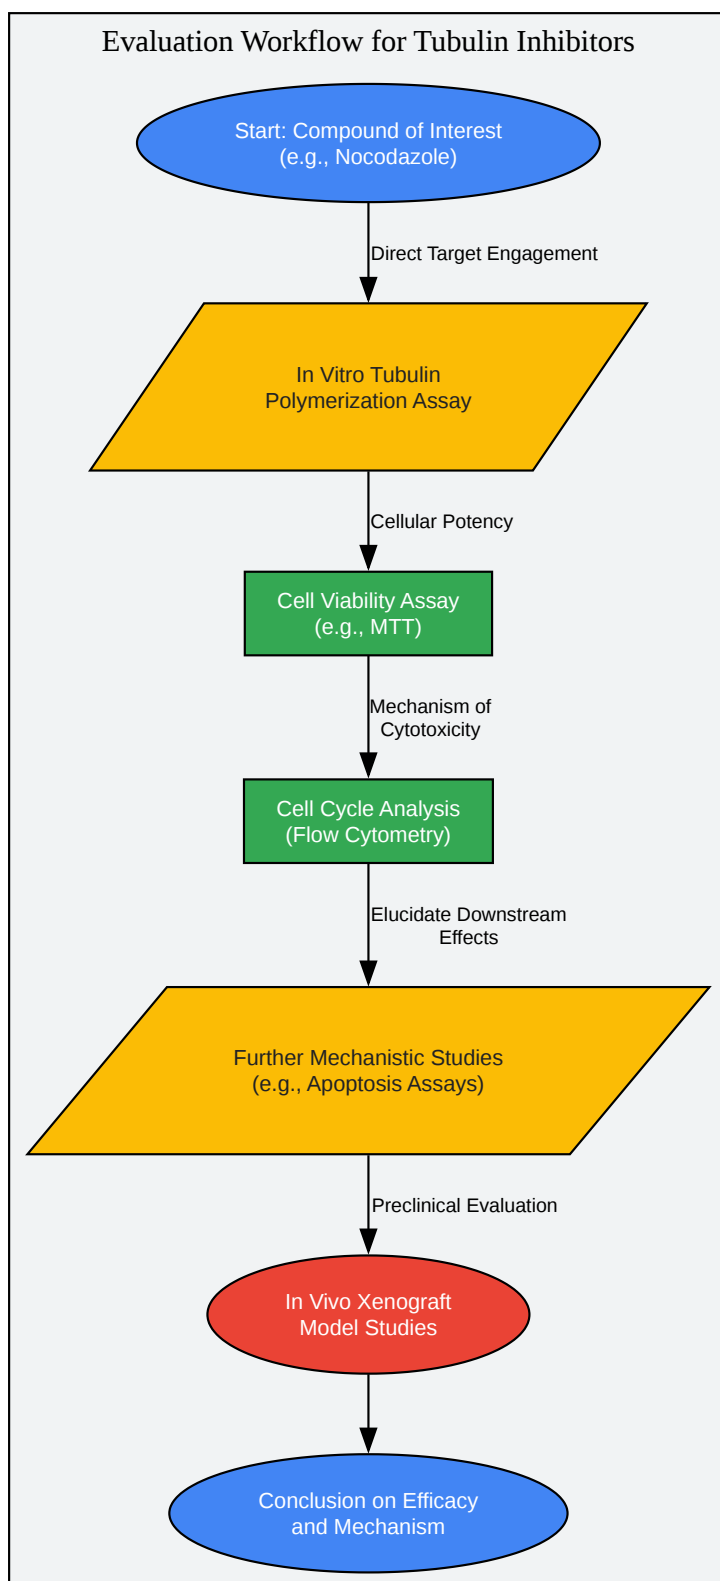 Evaluation Workflow for Tubulin Inhibitors
Start: Compound of Interest
(e.g., Nocodazole)
Direct Target Engagement
In Vitro Tubulin
Polymerization Assay
Cellular Potency
Cell Viability Assay
(e.g., MTT)
Mechanism of
Cytotoxicity
Cell Cycle Analysis
(Flow Cytometry)
Elucidate Downstream
Effects
Further Mechanistic Studies
(e.g., Apoptosis Assays)
Preclinical Evaluation
In Vivo Xenograft
Model Studies
Conclusion on Efficacy
and Mechanism